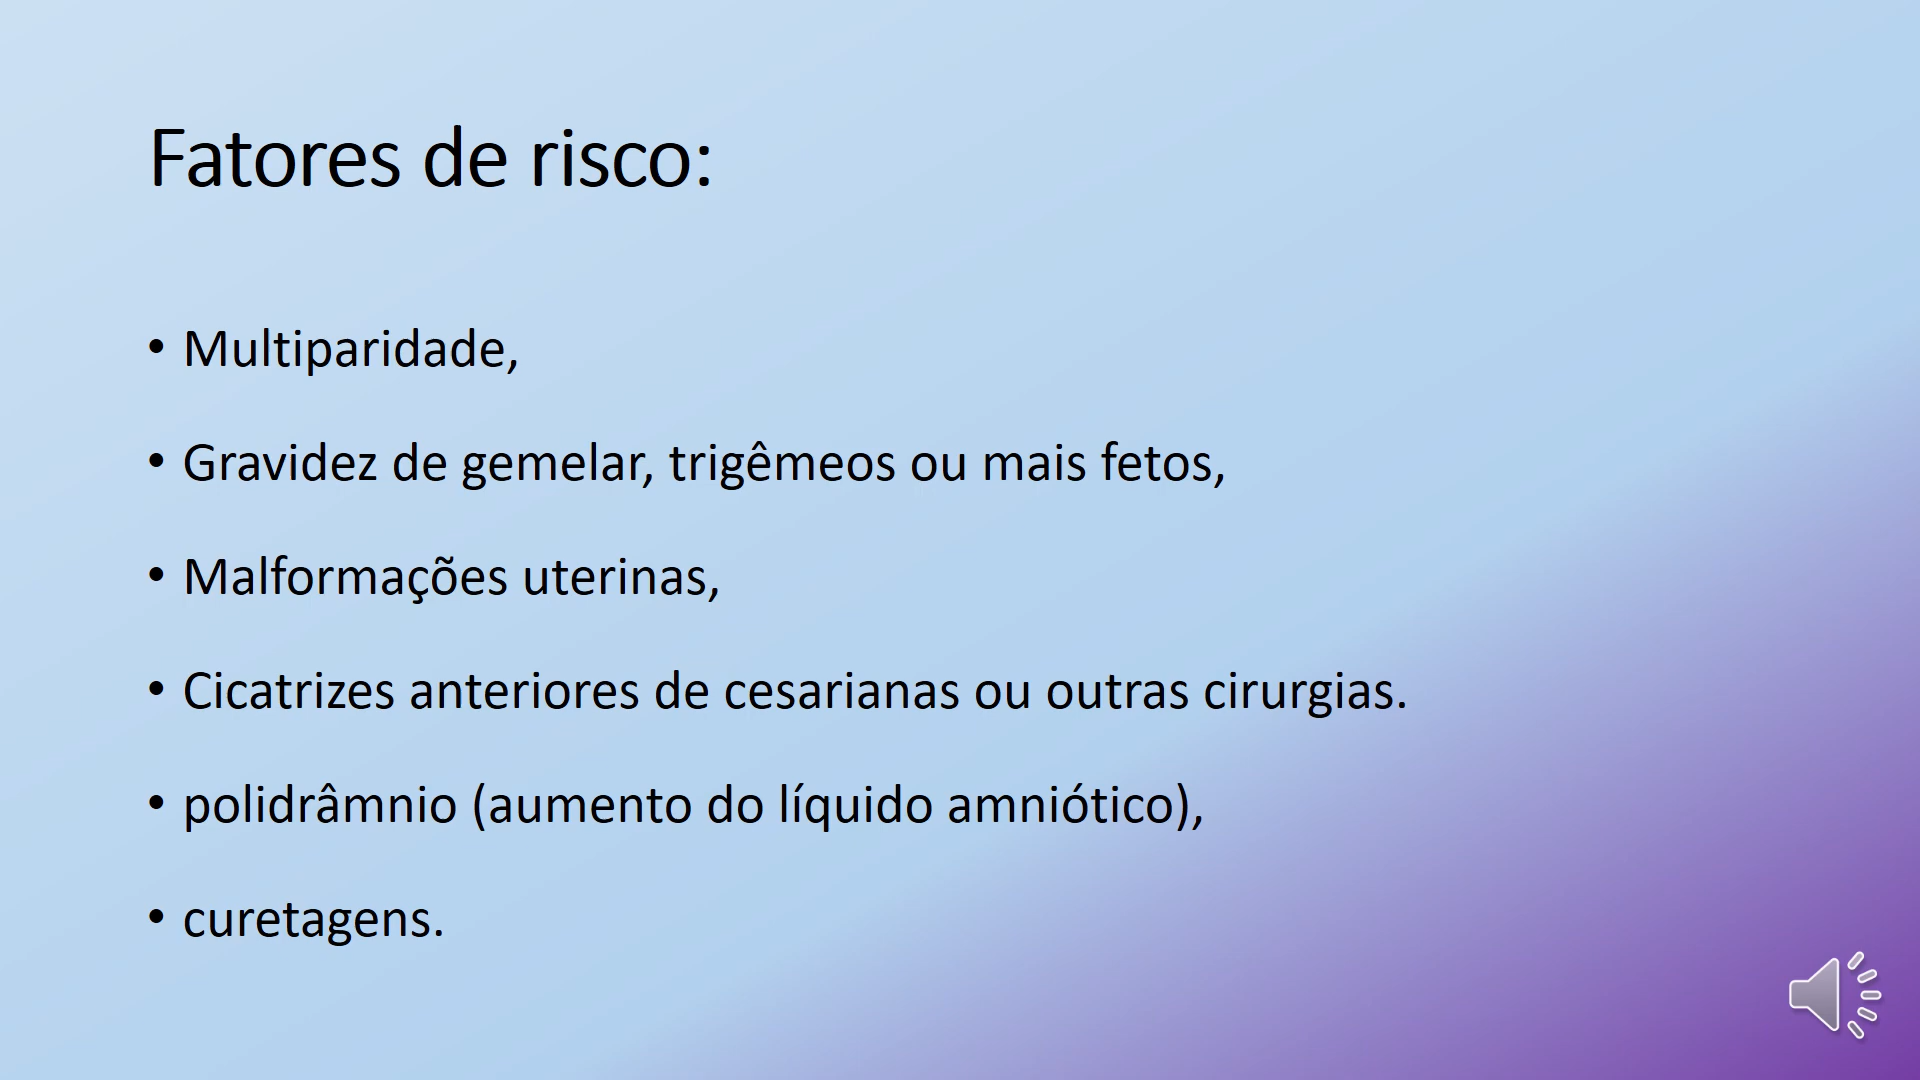 Fatores de risco:
• Multiparidade,
• Gravidez de gemelar, trigêmeos ou mais fetos,
• Malformações uterinas,
• Cicatrizes anteriores de cesarianas ou outras cirurgias.
• polidrâmnio (aumento do líquido amniótico),
• curetagens.